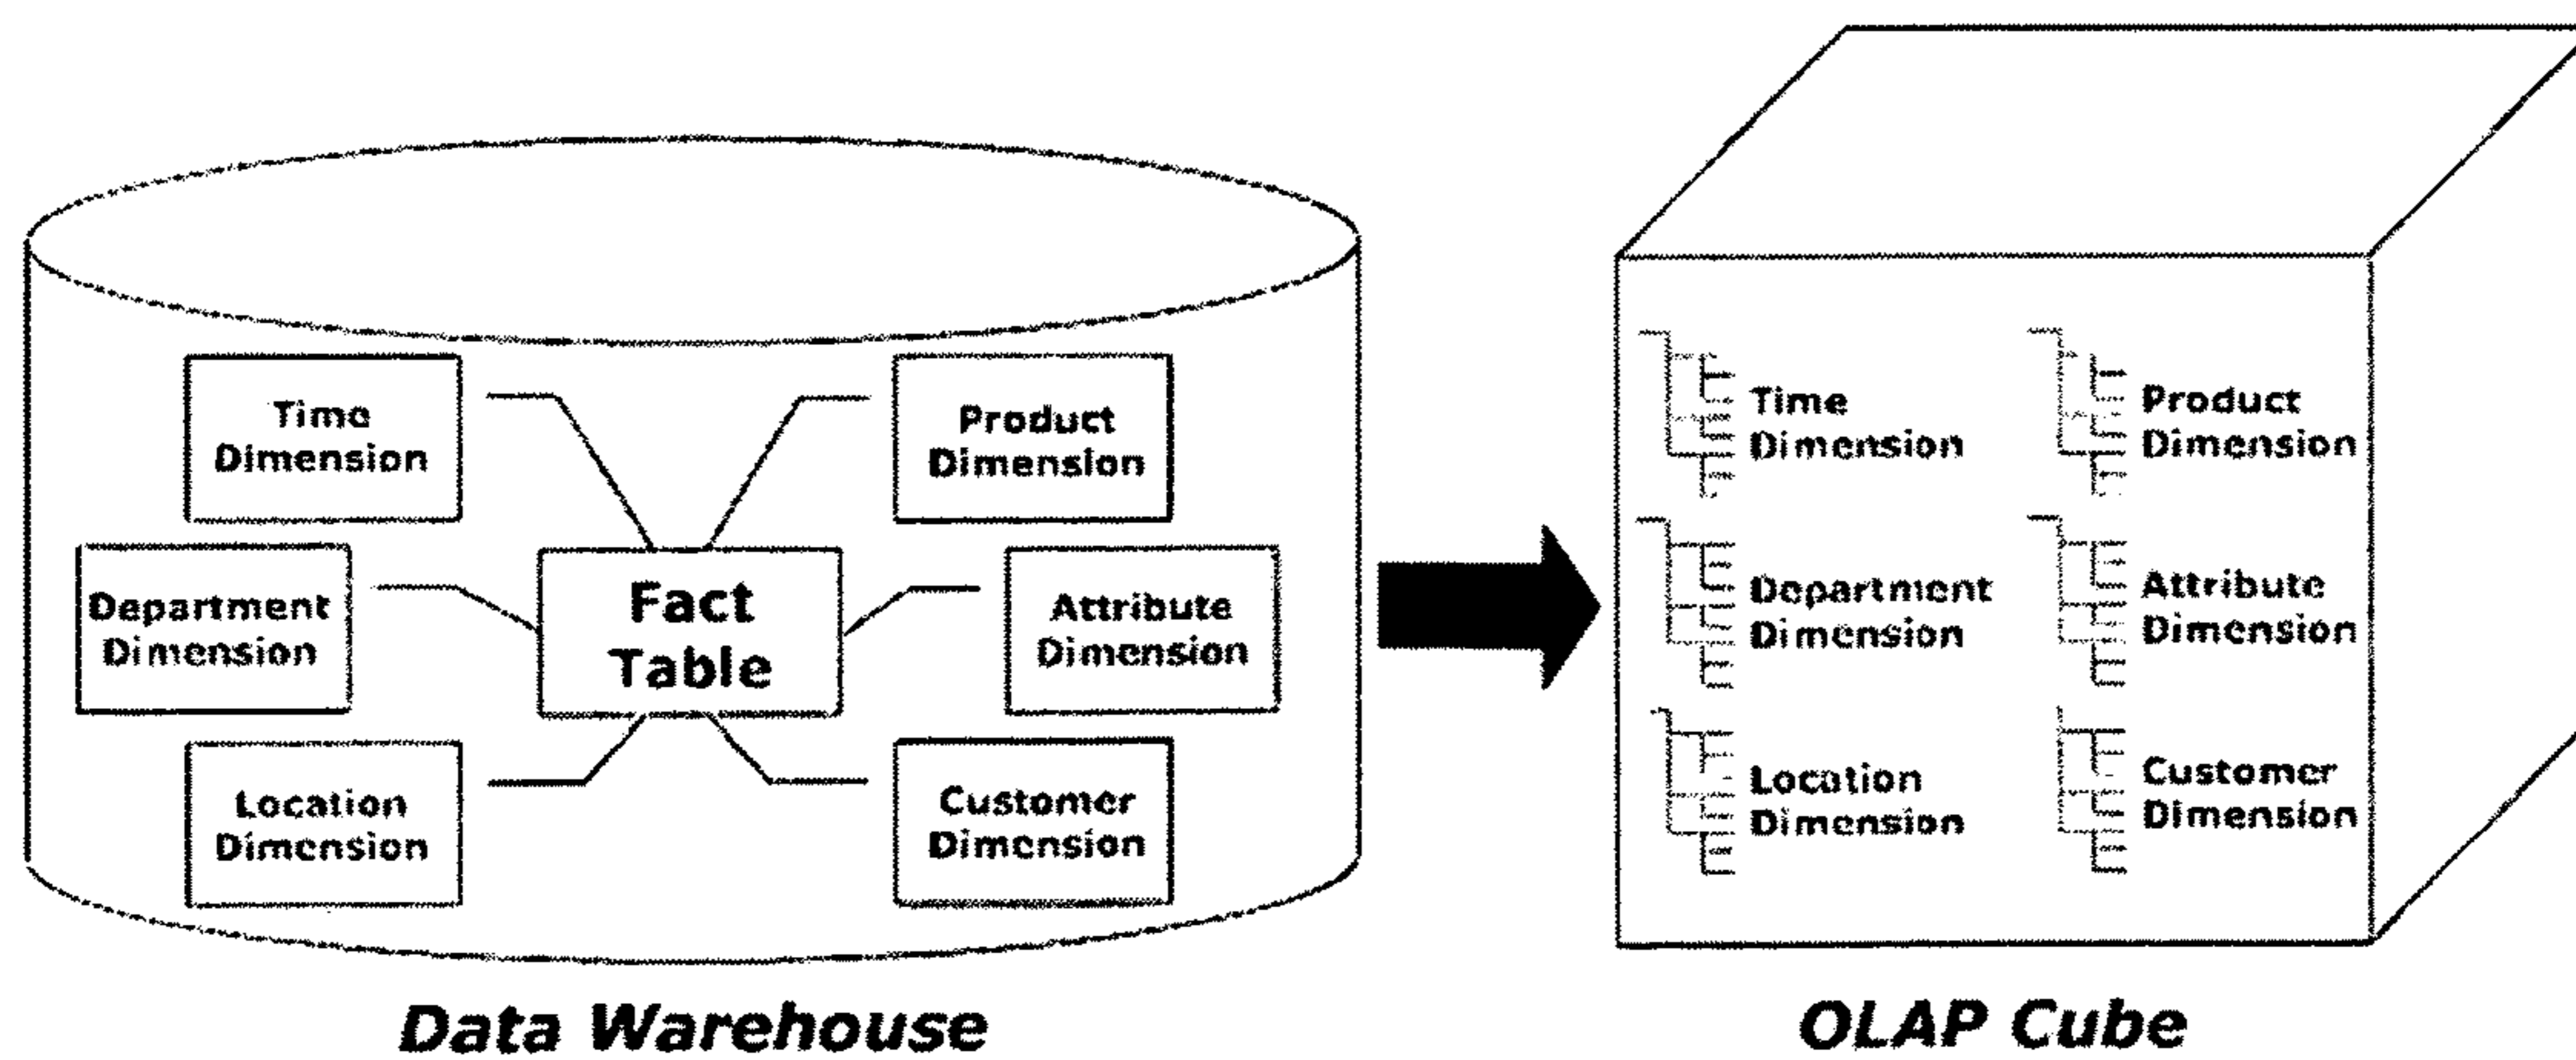 Time
Dimension
Product
Dimension
Department
Dimension
Fact
Table
Attribute
Dimension
Location
Dimension
Customer
Dimension
Data Warehouse
Time
Dimension
Product
Dimension
Department
Dimension
Attribute
Dimension
Location
Dimension
Customer
Dimension
OLAP Cube